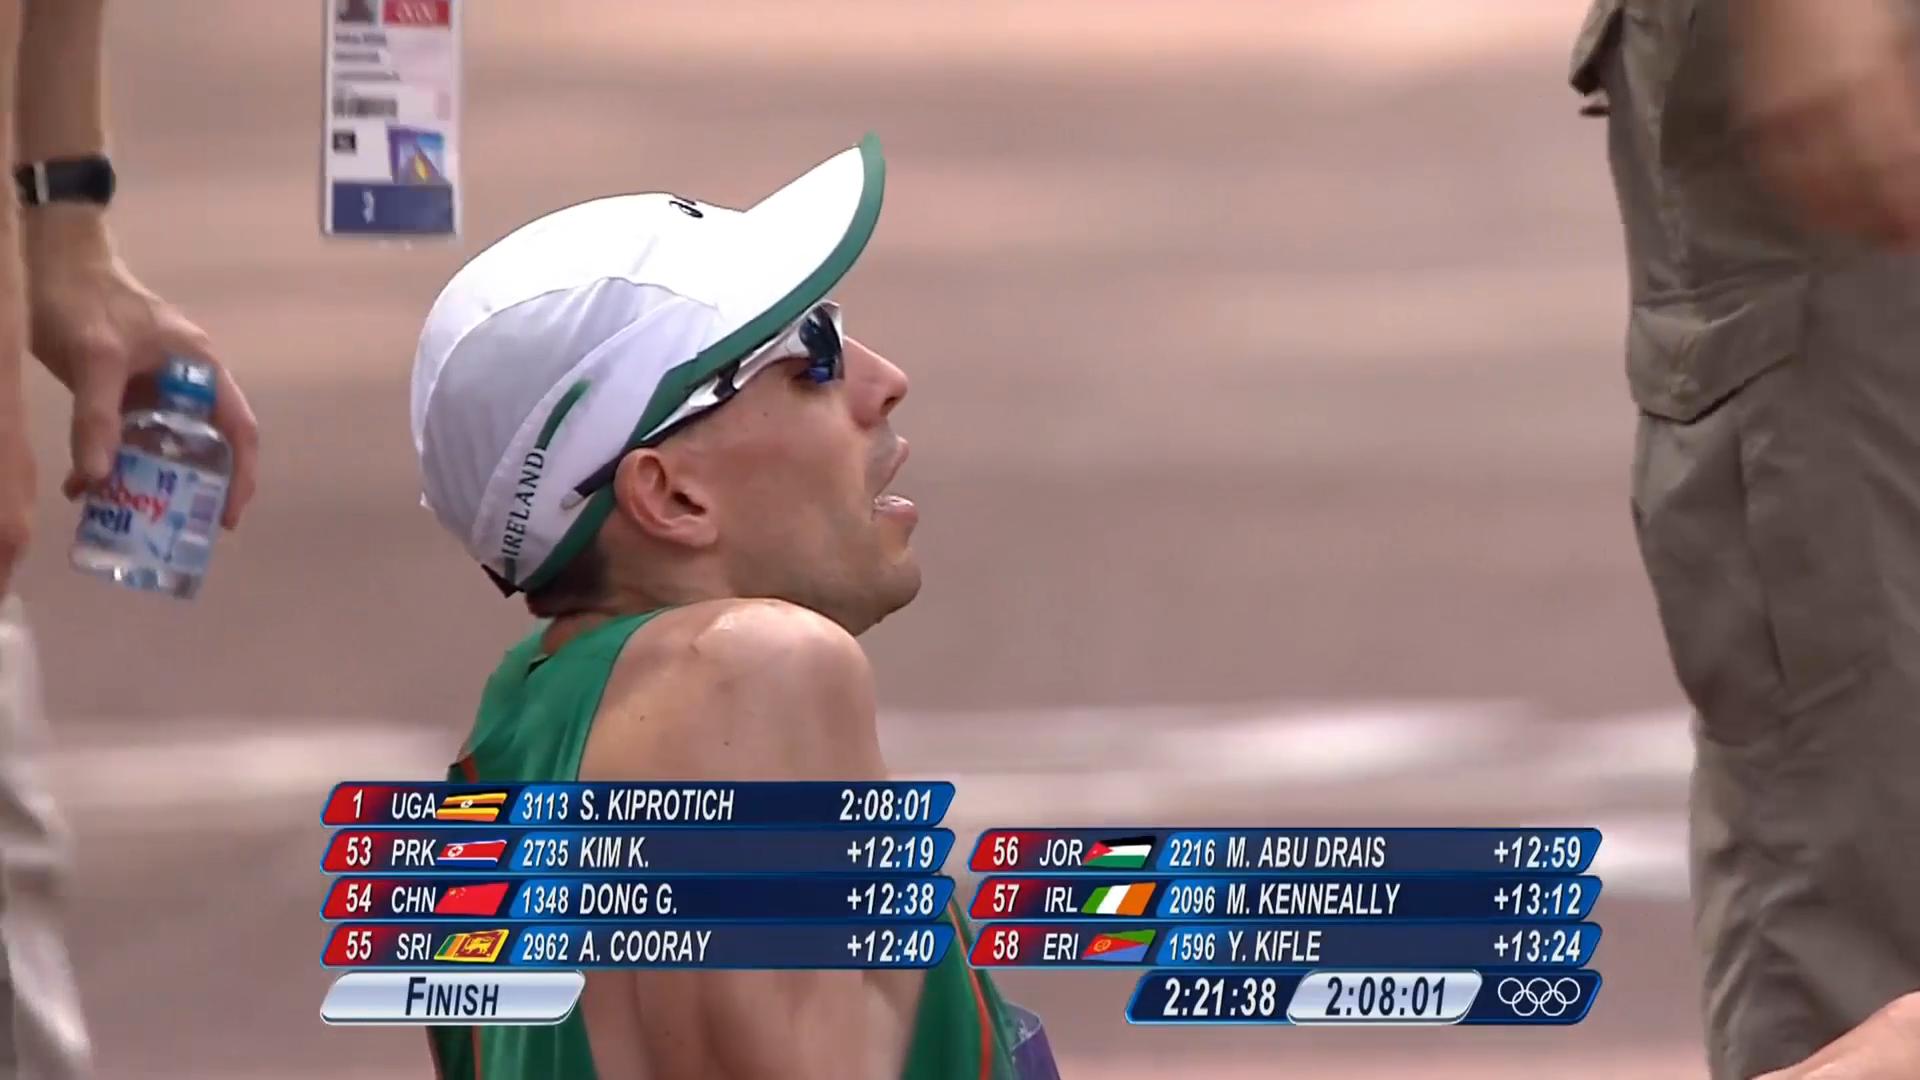 IRELAND
bbey
well
1 UGA 3113 S. KIPROTICH 2:08:01
53 PRK 2735 KIM K. +12:19
54 CHN 1348 DONG G. +12:38
55 SRI 2962 A. COORAY +12:40
56 JOR 2216 M. ABU DRAIS +12:59
57 IRL 2096 M. KENNEALLY +13:12
58 ERI 1596 Y. KIFLE +13:24
FINISH
2:21:38 2:08:01